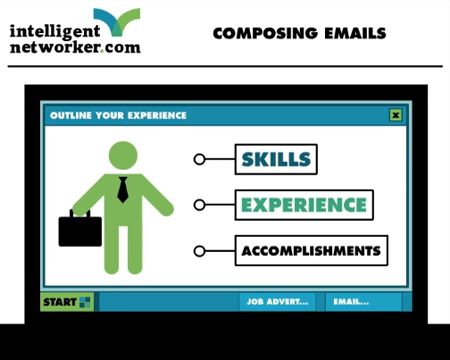 intelligent
networker.com
COMPOSING EMAILS
OUTLINE YOUR EXPERIENCE
x
SKILLS
EXPERIENCE
ACCOMPLISHMENTS
START
JOB ADVERT...
EMAIL...